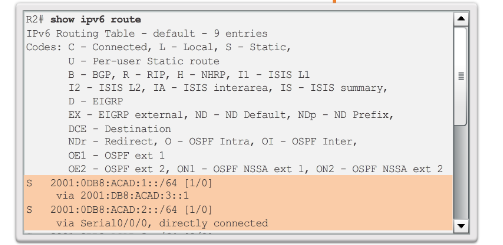 R2# show ipv6 route
IPv6 Routing Table - default - 9 entries
Codes: C - Connected, L - Local, S - Static,
U - Per-user Static route
B - BGP, R - RIP, H - NHRP, I1 - ISIS L1
I2 - ISIS L2, IA - ISIS interarea, IS - ISIS summary,
D - EIGRP
EX - EIGRP external, ND - ND Default, NDp - ND Prefix,
DCE - Destination
NDr - Redirect, O - OSPF Intra, OI - OSPF Inter,
OE1 - OSPF ext 1
OE2 - OSPF ext 2, ON1 - OSPF NSSA ext 1, ON2 - OSPF NSSA ext 2
S 2001:0DB8:ACAD:1::/64 [1/0]
via 2001:DB8:ACAD:3::1
S 2001:0DB8:ACAD:2::/64 [1/0]
via Serial0/0/0, directly connected